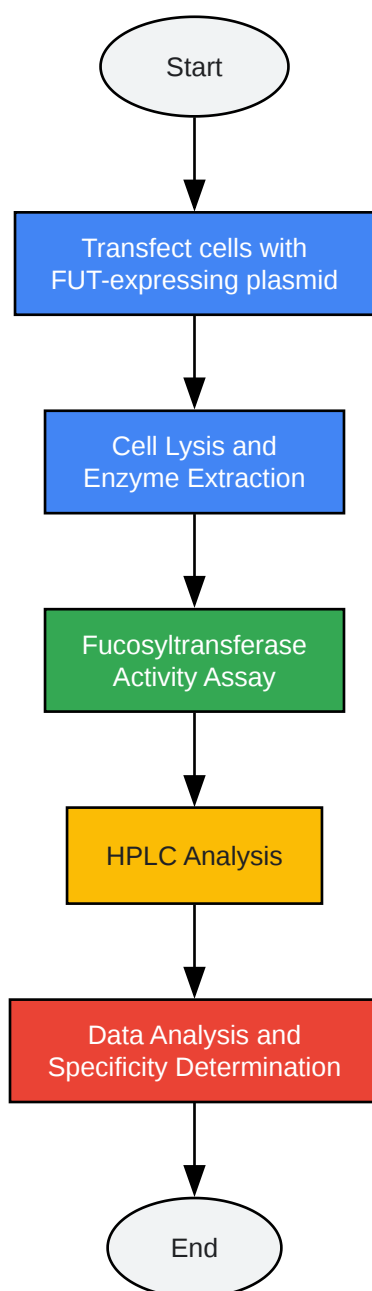 Start
Transfect cells with
FUT-expressing plasmid
Cell Lysis and
Enzyme Extraction
Fucosyltransferase
Activity Assay
HPLC Analysis
Data Analysis and
Specificity Determination
End